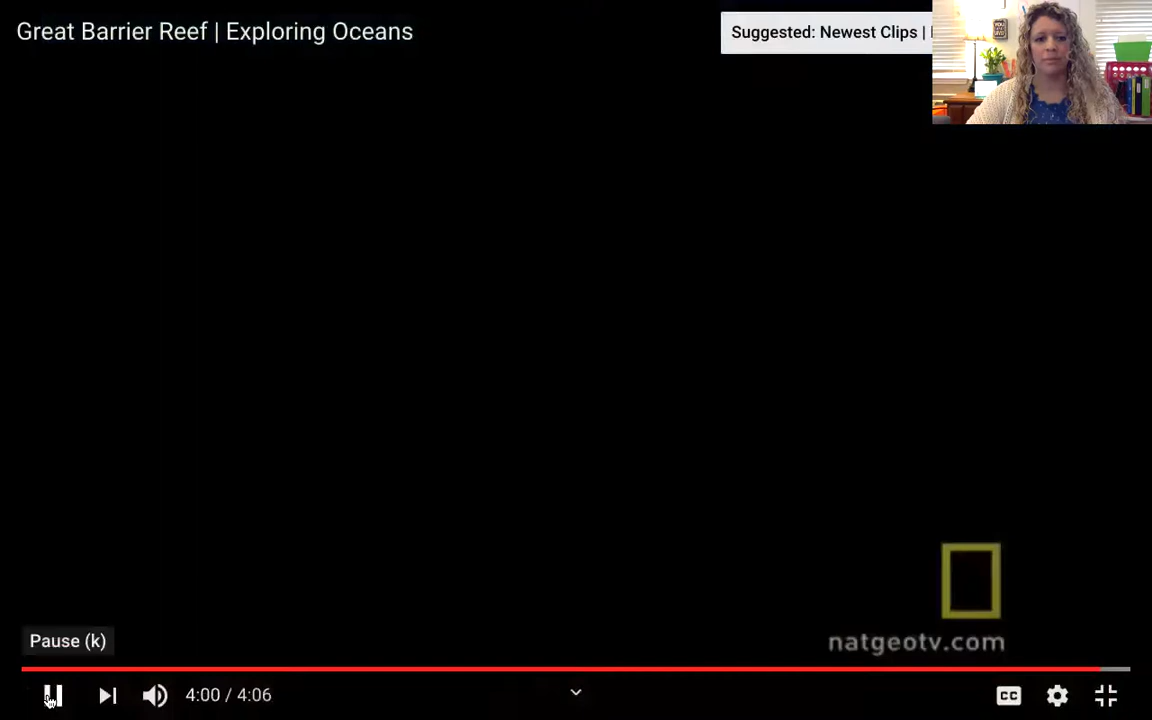 Great Barrier Reef | Exploring Oceans
Suggested: Newest Clips |
Pause (k)
natgeotv.com
4:00 / 4:06
CC